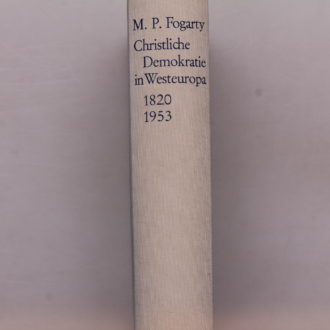 M. P. Fogarty
Christliche
Demokratie
in Westeuropa
1820
1953